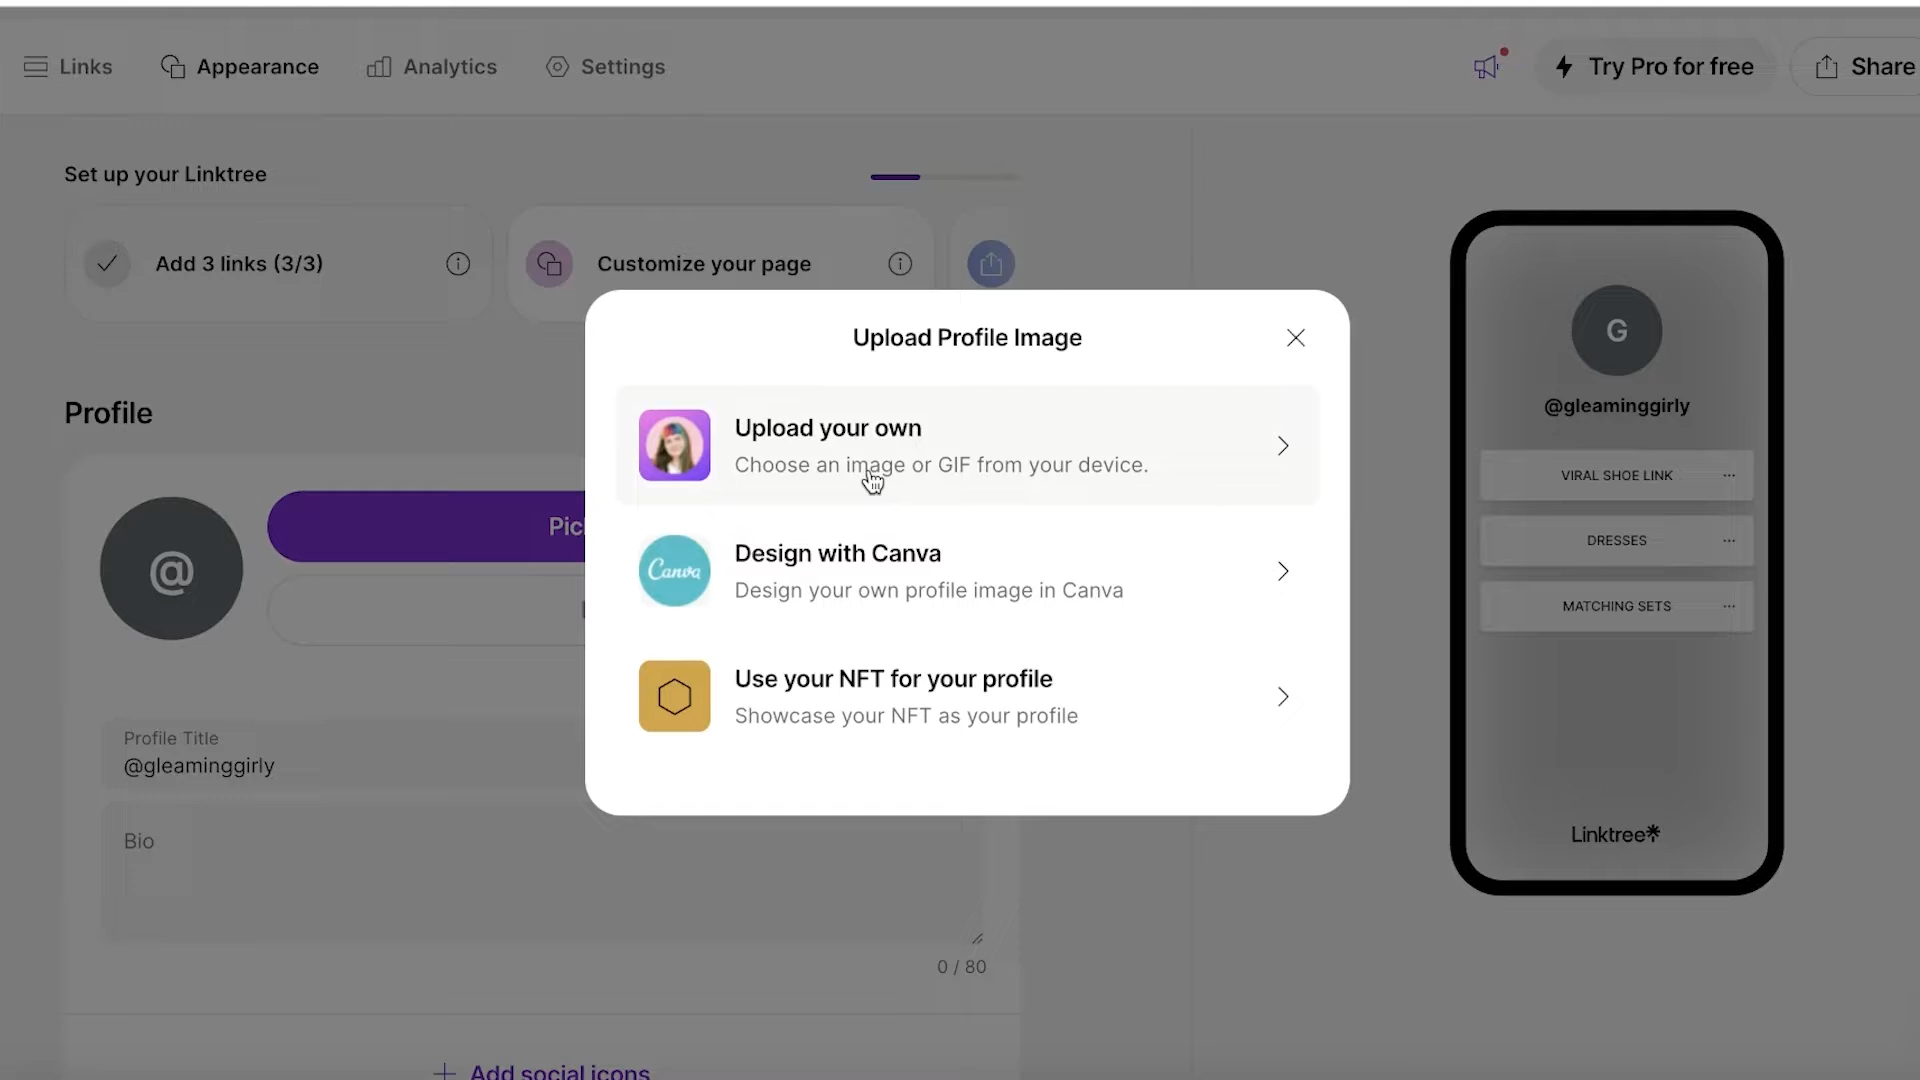 Links
Appearance
Analytics
Settings
Try Pro for free
Share
Set up your Linktree
Add 3 links (3/3)
Customize your page
Upload Profile Image
Upload your own
Choose an image or GIF from your device.
Design with Canva
Design your own profile image in Canva
Canva
Use your NFT for your profile
Showcase your NFT as your profile
Profile
@
Profile Title
@gleaminggirly
Bio
0 / 80
Add social icons
G
@gleaminggirly
VIRAL SHOE LINK
DRESSES
MATCHING SETS
Linktree